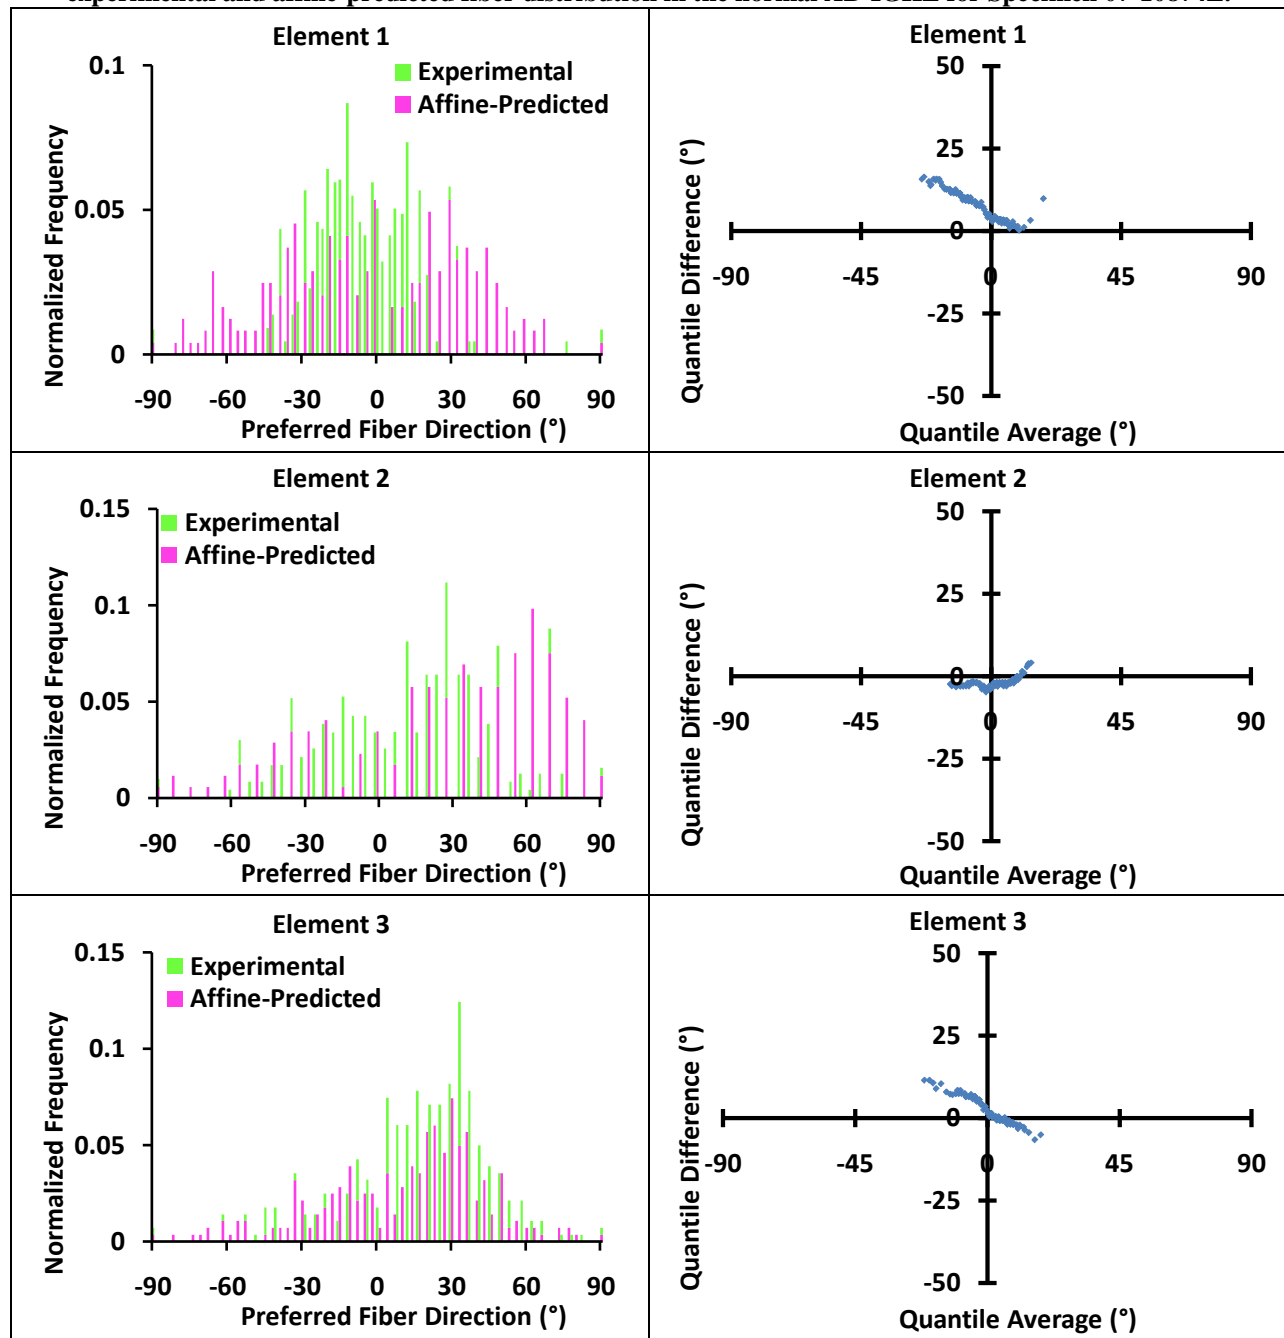 experimental and affine-predicted fiber distribution in the normal AB-IGHL for Specimen 07-10074L.
Element 1
0.1
0.05
0
Normalized Frequency
Experimental
Affine-Predicted
-90 -60 -30 0 30 60 90
Preferred Fiber Direction (°)
Element 1
50
25
0
-25
-50
Quantile Difference (°)
-90 -45 0 45 90
Quantile Average (°)
Element 2
0.15
0.1
0.05
0
Normalized Frequency
Experimental
Affine-Predicted
-90 -60 -30 0 30 60 90
Preferred Fiber Direction (°)
Element 2
50
25
0
-25
-50
Quantile Difference (°)
-90 -45 0 45 90
Quantile Average (°)
Element 3
0.15
0.1
0.05
0
Normalized Frequency
Experimental
Affine-Predicted
-90 -60 -30 0 30 60 90
Preferred Fiber Direction (°)
Element 3
50
25
0
-25
-50
Quantile Difference (°)
-90 -45 0 45 90
Quantile Average (°)